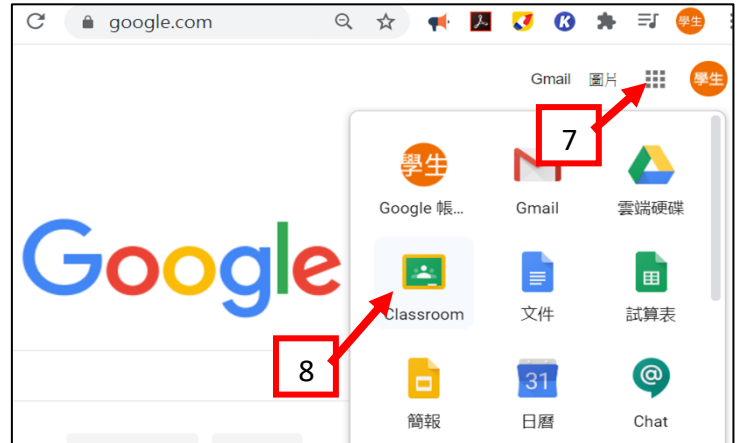 google.com
學生
Gmail 圖片 學生
7
學生
Google 帳... Gmail 雲端硬碟
Google
Classroom 文件 試算表
8
31
簡報 日曆 Chat